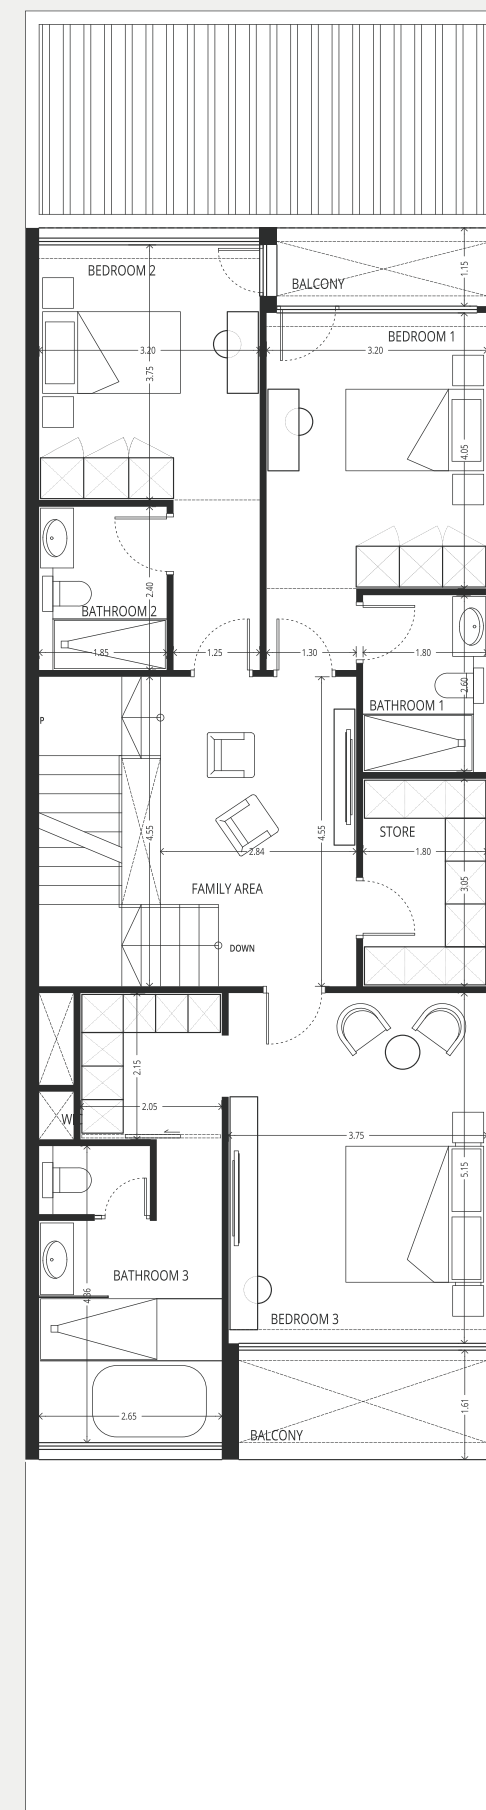 BEDROOM 2
1.15
BALCONY
BEDROOM 1
3.20
3.20
3.75
4.05
2.40
BATHROOM 2
1.85
1.25
1.30
1.80
2.60
BATHROOM 1
P
4.55
4.55
STORE
2.84
1.80
3.05
FAMILY AREA
DOWN
2.15
2.05
3.75
5.15
BATHROOM 3
4.86
BEDROOM 3
1.61
2.65
BALCONY